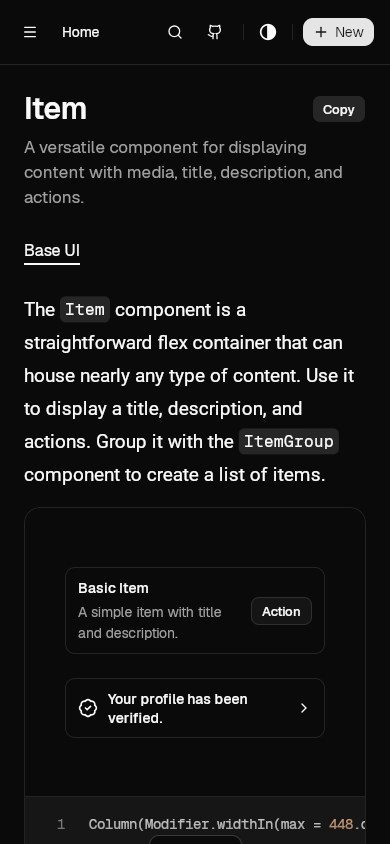 Home
New
Item
Copy
A versatile component for displaying
content with media, title, description, and
actions.
Base UI
The Item component is a
straightforward flex container that can
house nearly any type of content. Use it
to display a title, description, and
actions. Group it with the ItemGroup
component to create a list of items.
Basic Item
A simple item with title
and description.
Action
Your profile has been
verified.
1 Column(Modifier.widthIn(max = 448.